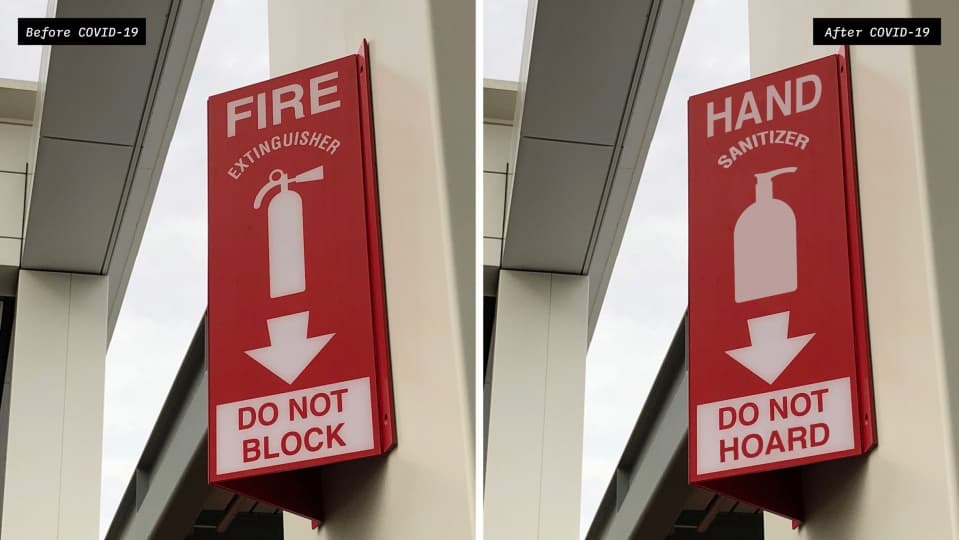 Before COVID-19
FIRE
EXTINGUISHER
DO NOT
BLOCK
After COVID-19
HAND
SANITIZER
DO NOT
HOARD